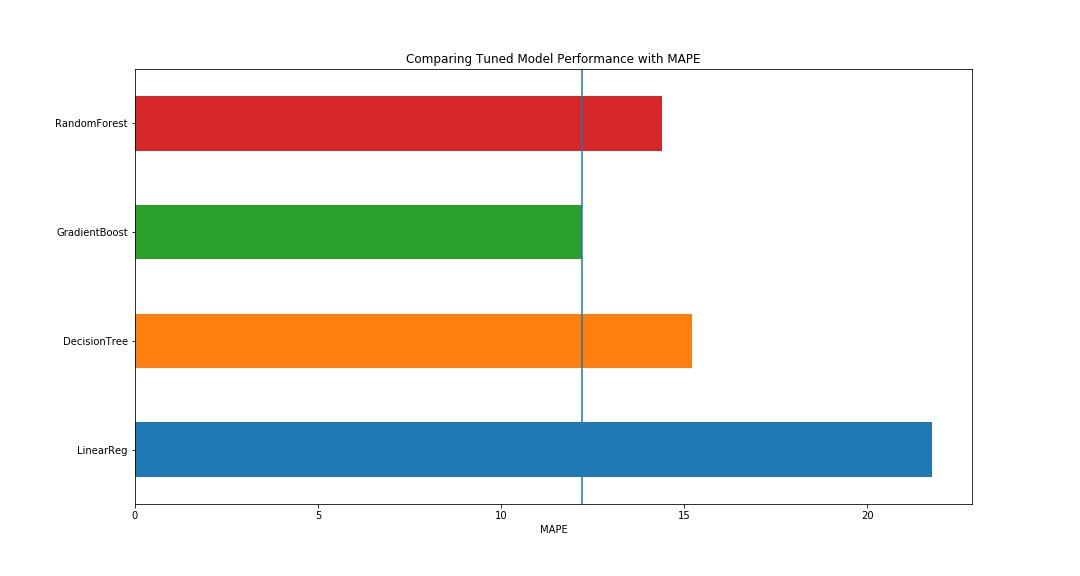 Comparing Tuned Model Performance with MAPE
RandomForest
GradientBoost
DecisionTree
LinearReg
0 5 10 15 20
MAPE